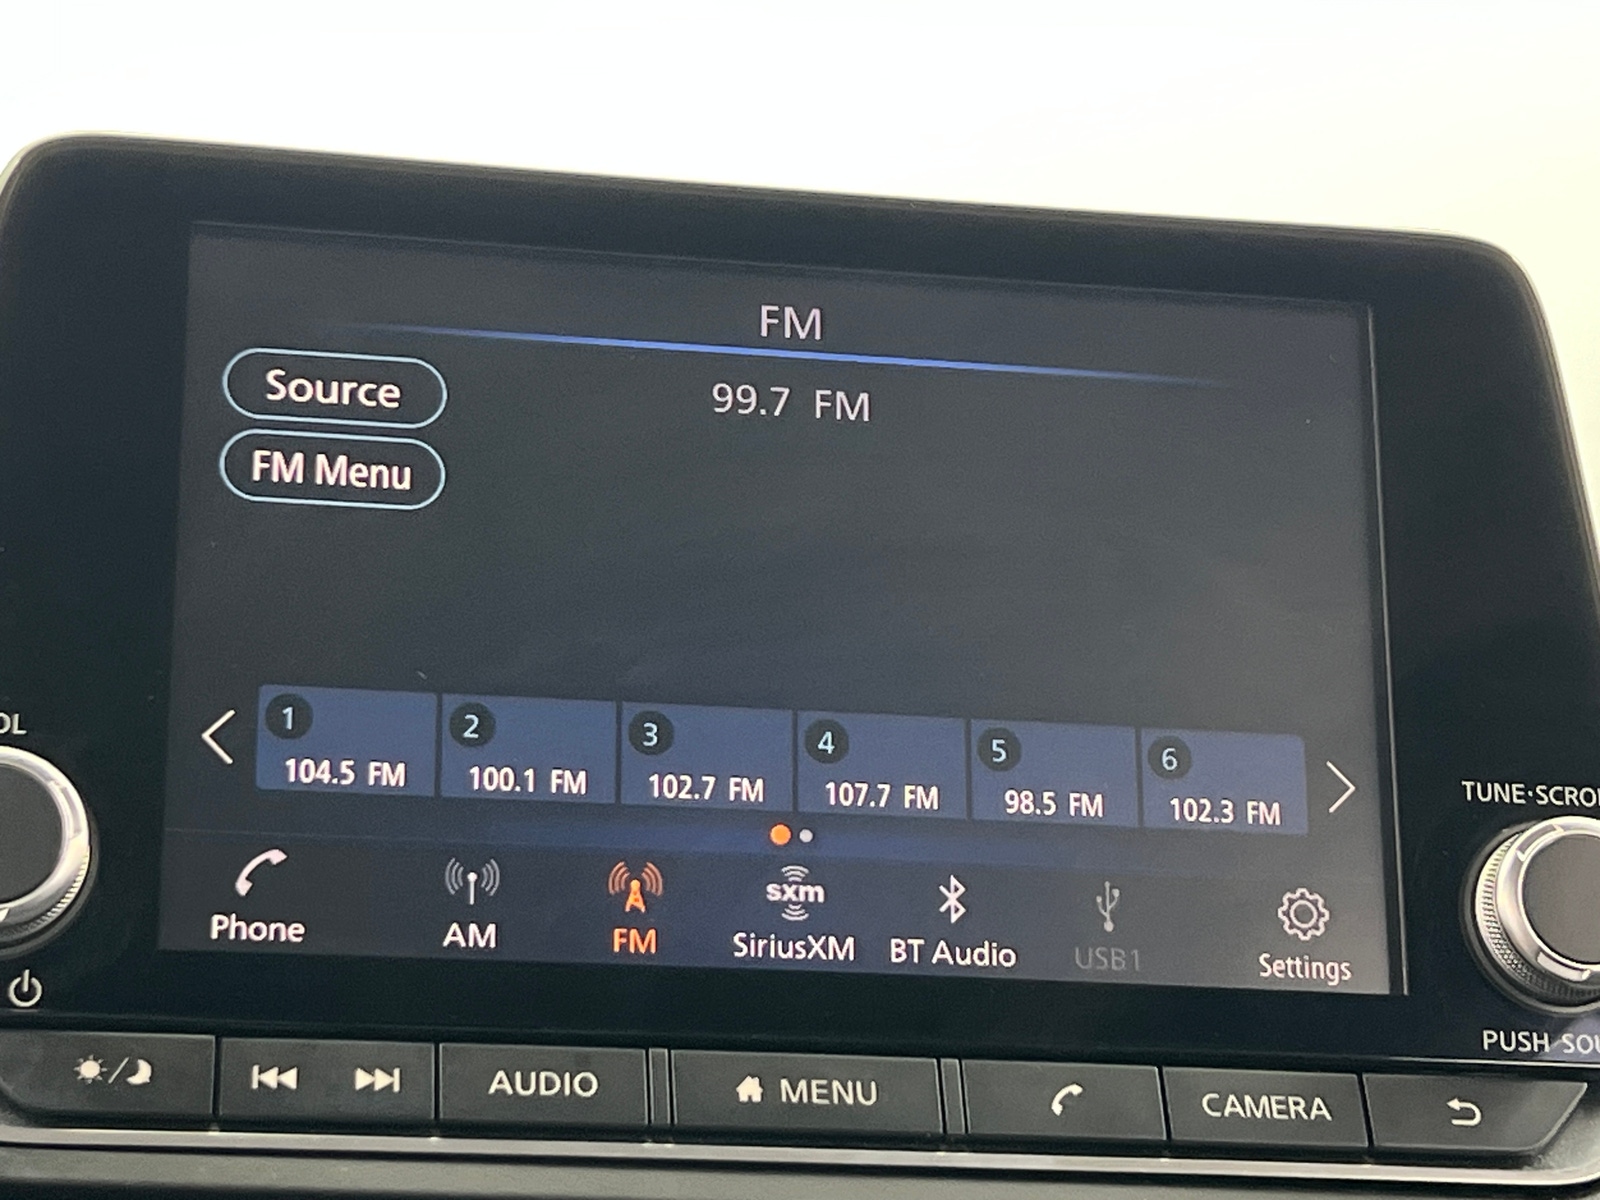 FM
Source
99.7 FM
FM Menu
1
2
3
4
5
6
104.5 FM
100.1 FM
102.7 FM
107.7 FM
98.5 FM
102.3 FM
OL
TUNE·SCRO
sxm
Phone
AM
FM
SiriusXM
BT Audio
USB1
Settings
PUSH SOU
AUDIO
MENU
CAMERA